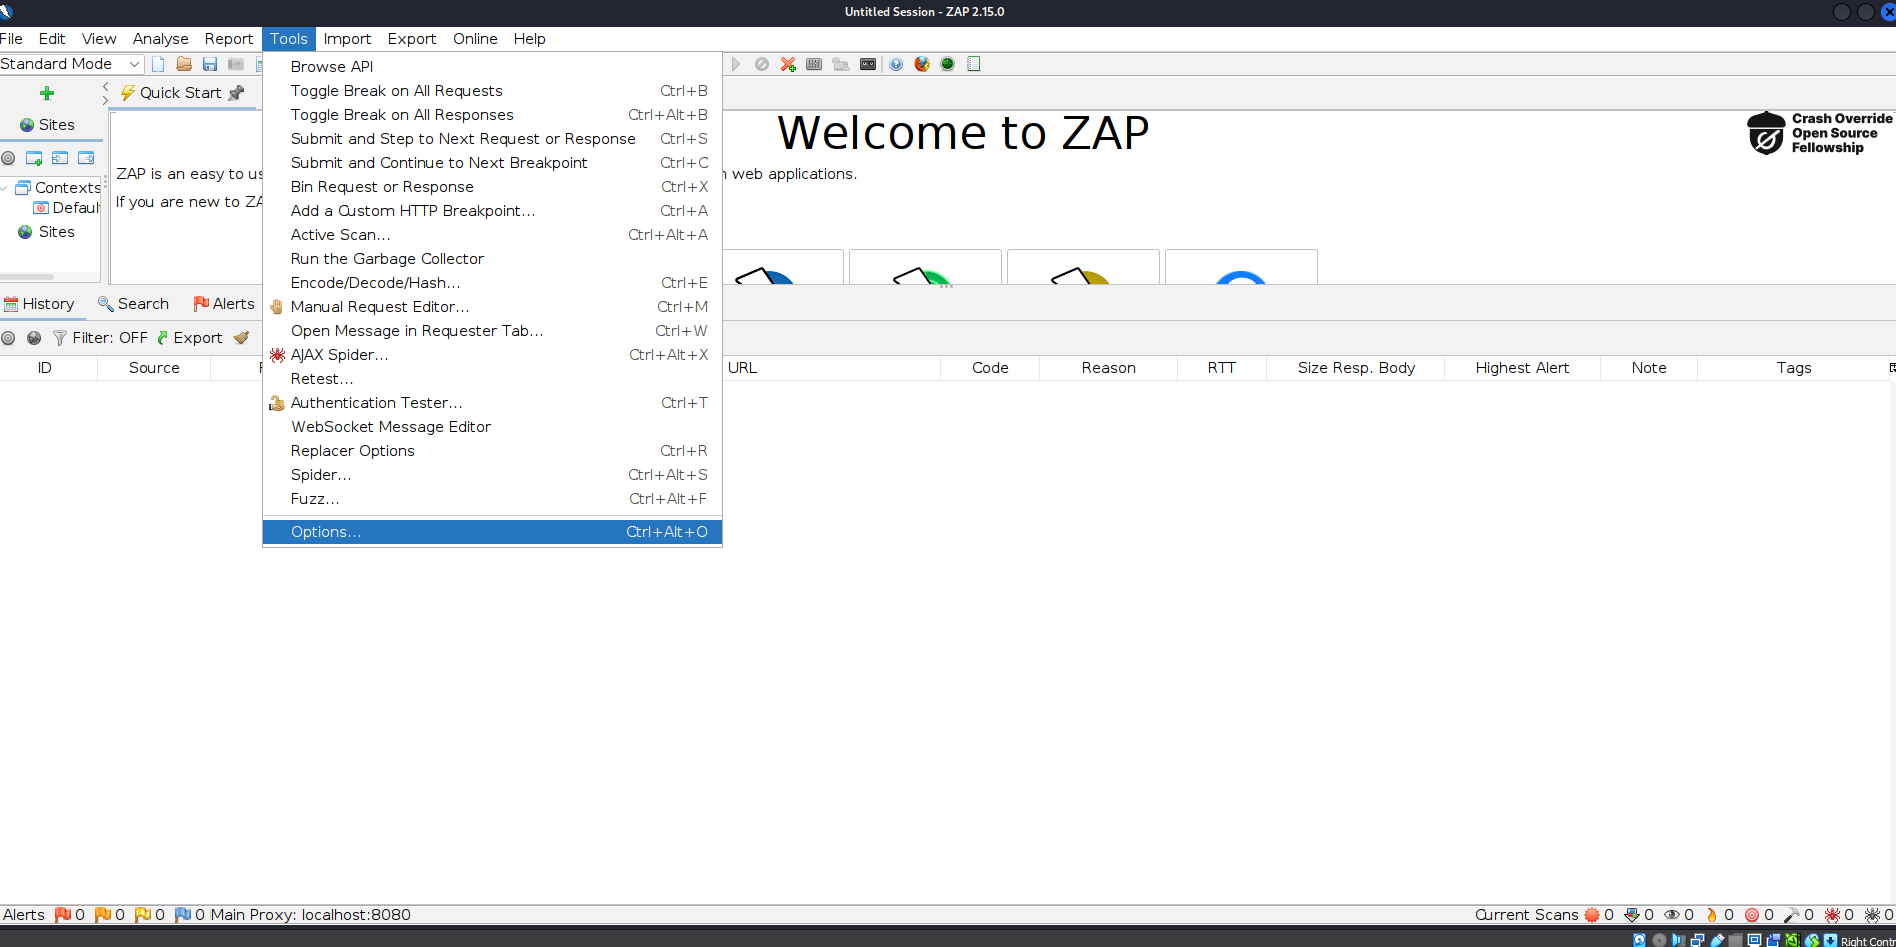 Untitled Session - ZAP 2.15.0
File Edit View Analyse Report Tools Import Export Online Help
Standard Mode
Quick Start
Sites
Contexts
Default
Sites
Welcome to ZAP
Crash Override
Open Source
Fellowship
ZAP is an easy to us
n web applications.
If you are new to ZA
Browse API
Toggle Break on All Requests Ctrl+B
Toggle Break on All Responses Ctrl+Alt+B
Submit and Step to Next Request or Response Ctrl+S
Submit and Continue to Next Breakpoint Ctrl+C
Bin Request or Response Ctrl+X
Add a Custom HTTP Breakpoint... Ctrl+A
Active Scan... Ctrl+Alt+A
Run the Garbage Collector
Encode/Decode/Hash... Ctrl+E
Manual Request Editor... Ctrl+M
Open Message in Requester Tab... Ctrl+W
AJAX Spider... Ctrl+Alt+X
Retest...
Authentication Tester... Ctrl+T
WebSocket Message Editor
Replacer Options Ctrl+R
Spider... Ctrl+Alt+S
Fuzz... Ctrl+Alt+F
Options... Ctrl+Alt+O
History Search Alerts
Filter: OFF Export
ID Source URL Code Reason RTT Size Resp. Body Highest Alert Note Tags
Alerts 0 0 0 0 Main Proxy: localhost:8080
Current Scans 0 0 0 0 0 0 0 0
Right Contr